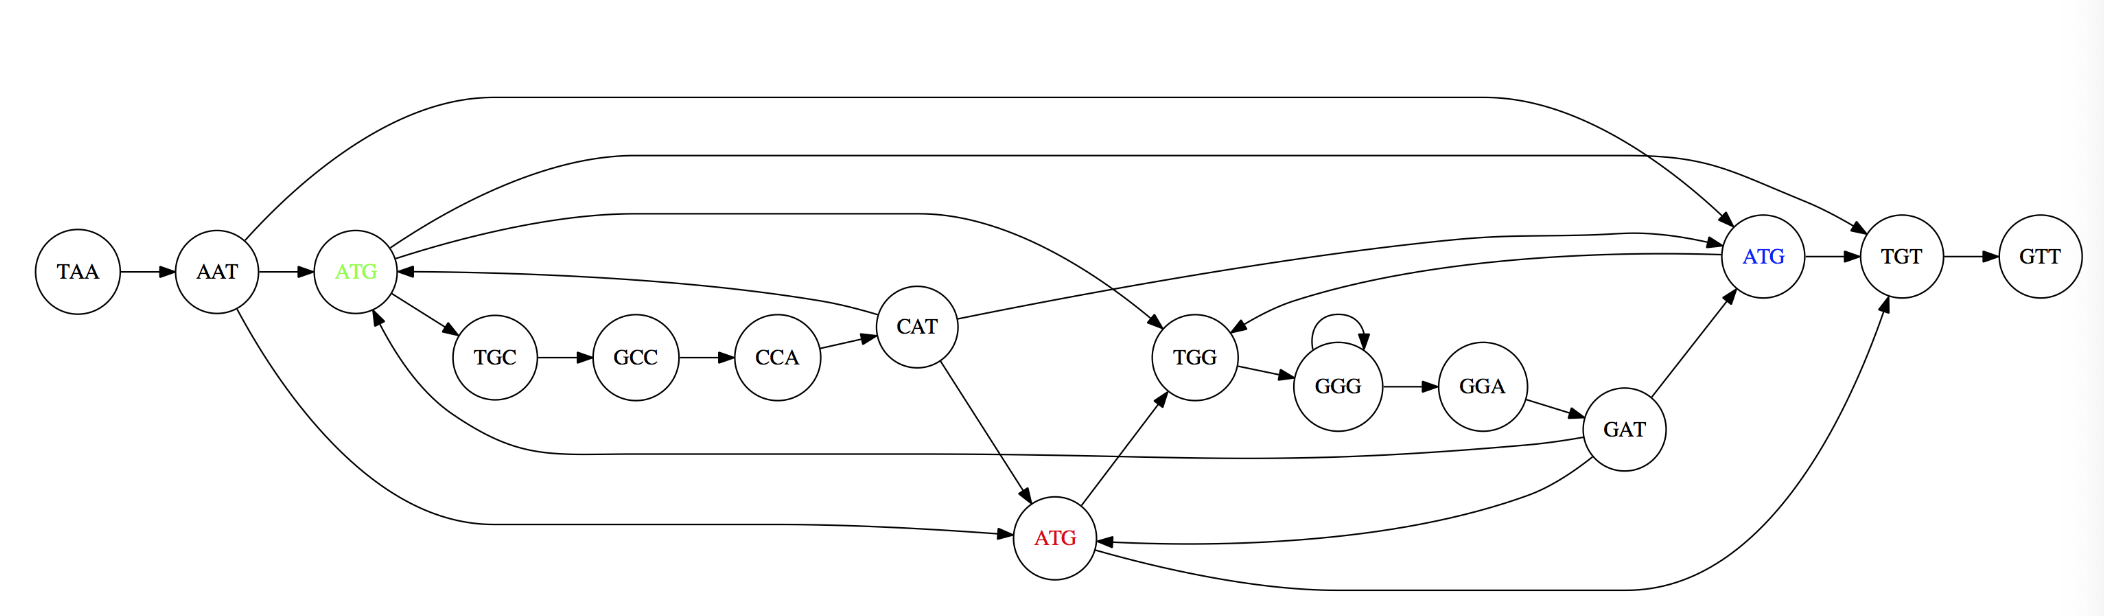 TAA
AAT
ATG
TGC
GCC
CCA
CAT
ATG
TGG
GGG
GGA
GAT
ATG
TGT
GTT